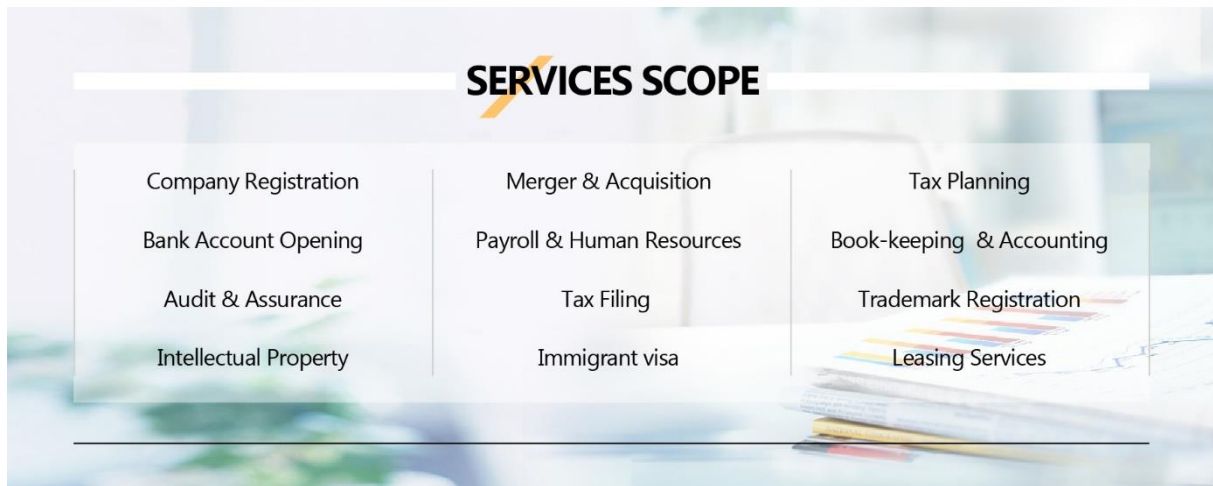 SERVICES SCOPE
Company Registration
Merger & Acquisition
Tax Planning
Bank Account Opening
Payroll & Human Resources
Book-keeping & Accounting
Audit & Assurance
Tax Filing
Trademark Registration
Intellectual Property
Immigrant visa
Leasing Services